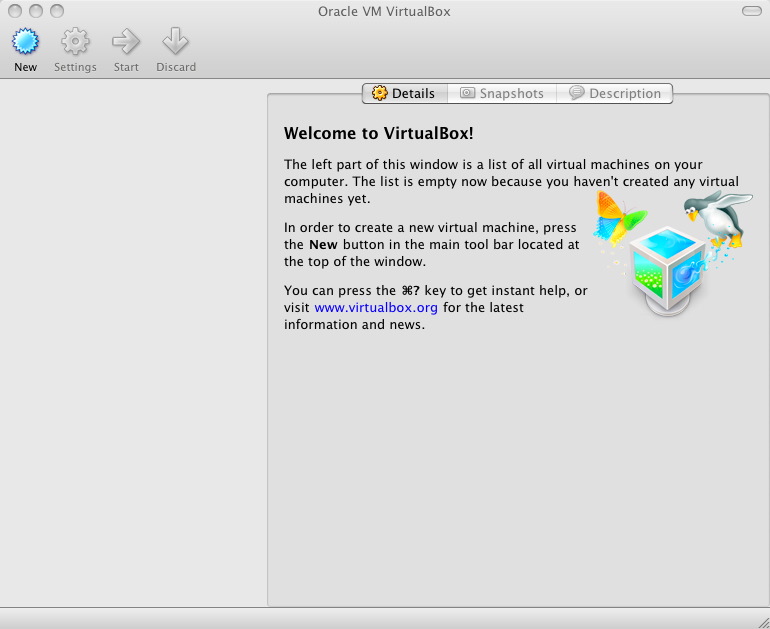 Oracle VM VirtualBox
New Settings Start Discard
Details Snapshots Description
Welcome to VirtualBox!
The left part of this window is a list of all virtual machines on your
computer. The list is empty now because you haven't created any virtual
machines yet.
In order to create a new virtual machine, press
the New button in the main tool bar located at
the top of the window.
You can press the ⌘? key to get instant help, or
visit www.virtualbox.org for the latest
information and news.